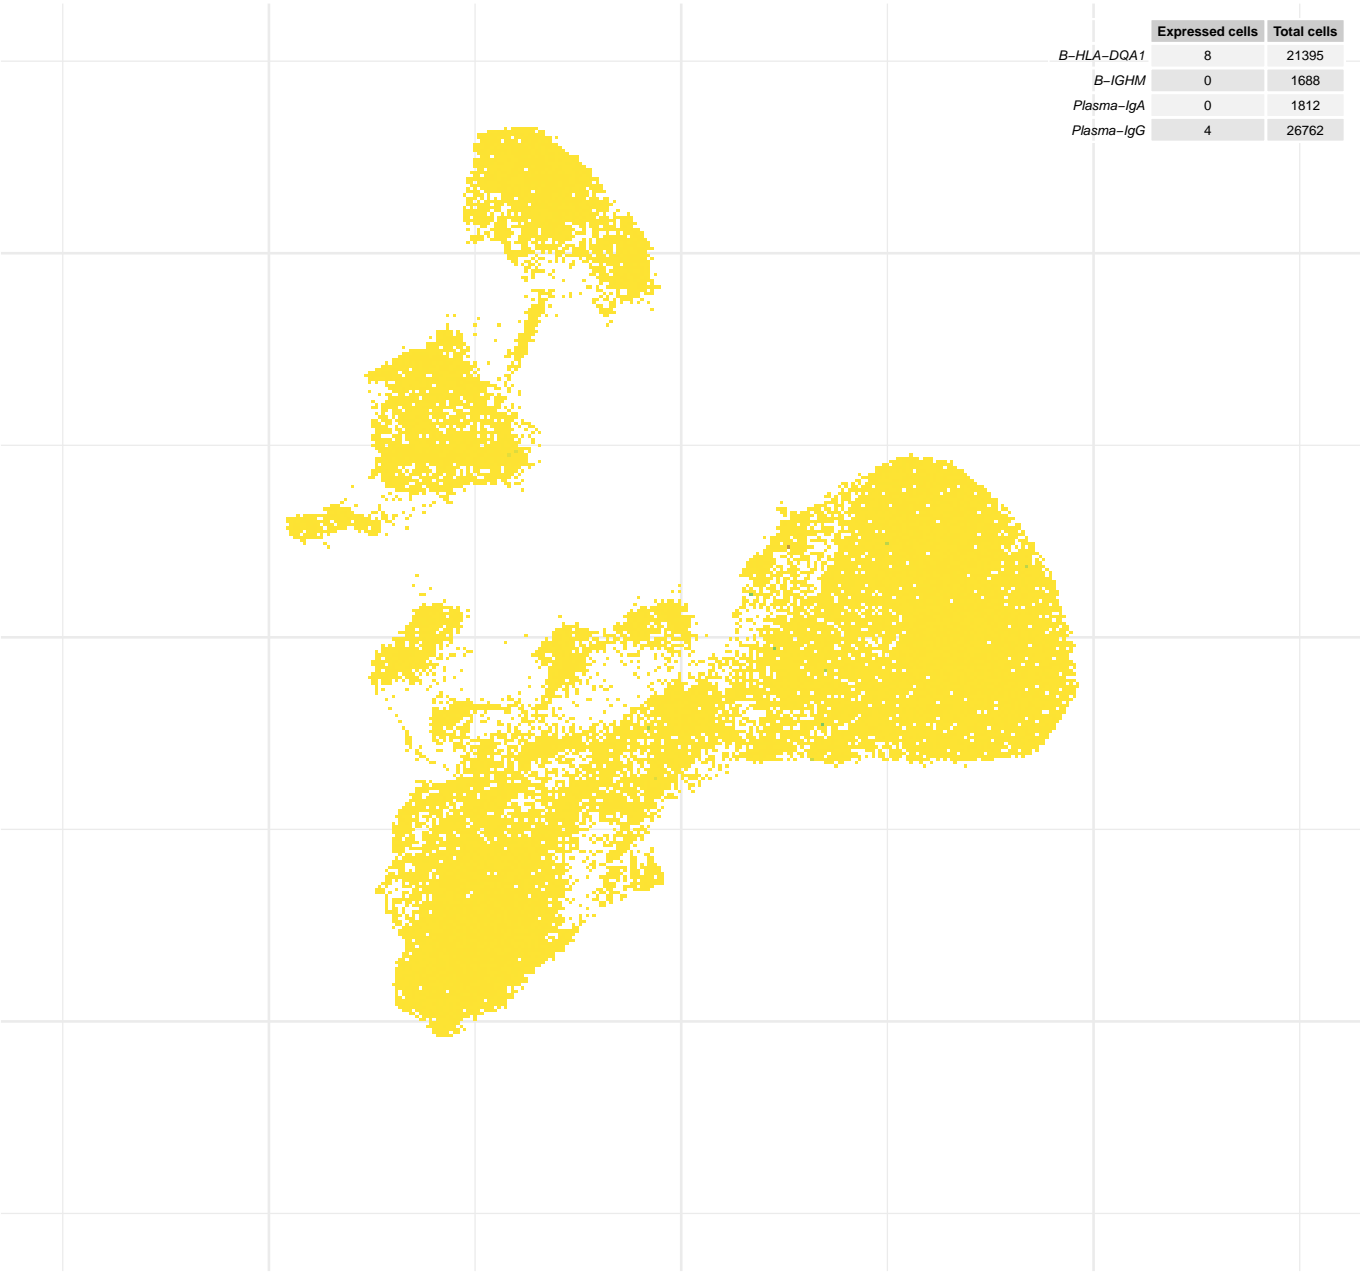 Expressed cells Total cells
B−HLA−DQA1 8 21395
B−IGHM 0 1688
Plasma−IgA 0 1812
Plasma−IgG 4 26762